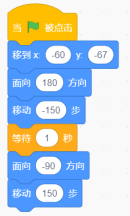 当 被点击
移到 x: -60 y: -67
面向 180 方向
移动 -150 步
等待 1 秒
面向 -90 方向
移动 150 步